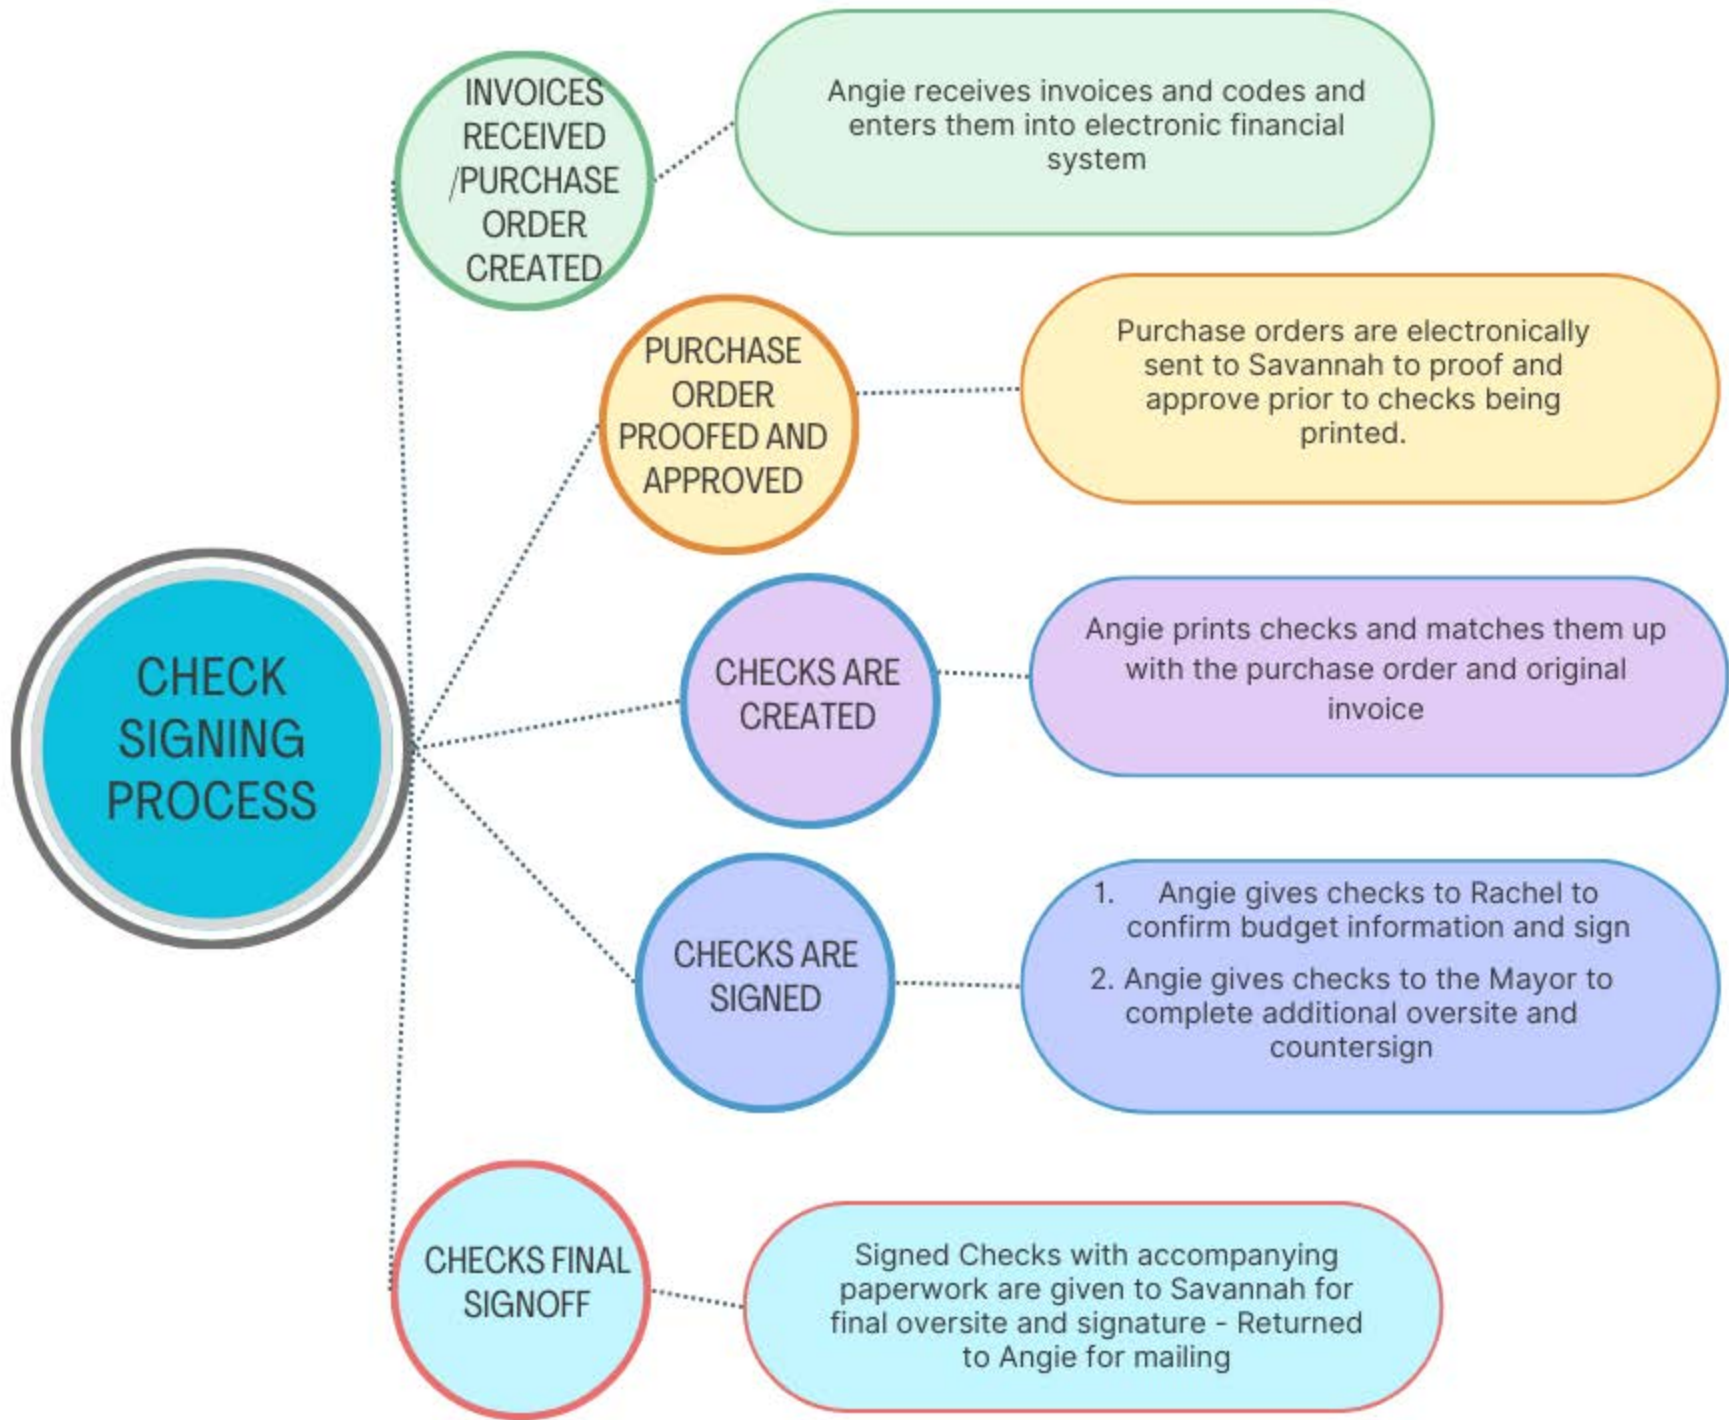 CHECK
SIGNING
PROCESS
INVOICES
RECEIVED
/PURCHASE
ORDER
CREATED
Angie receives invoices and codes and
enters them into electronic financial
system
PURCHASE
ORDER
PROOFED AND
APPROVED
Purchase orders are electronically
sent to Savannah to proof and
approve prior to checks being
printed.
CHECKS ARE
CREATED
Angie prints checks and matches them up
with the purchase order and original
invoice
CHECKS ARE
SIGNED
1. Angie gives checks to Rachel to
confirm budget information and sign
2. Angie gives checks to the Mayor to
complete additional oversite and
countersign
CHECKS FINAL
SIGNOFF
Signed Checks with accompanying
paperwork are given to Savannah for
final oversite and signature - Returned
to Angie for mailing